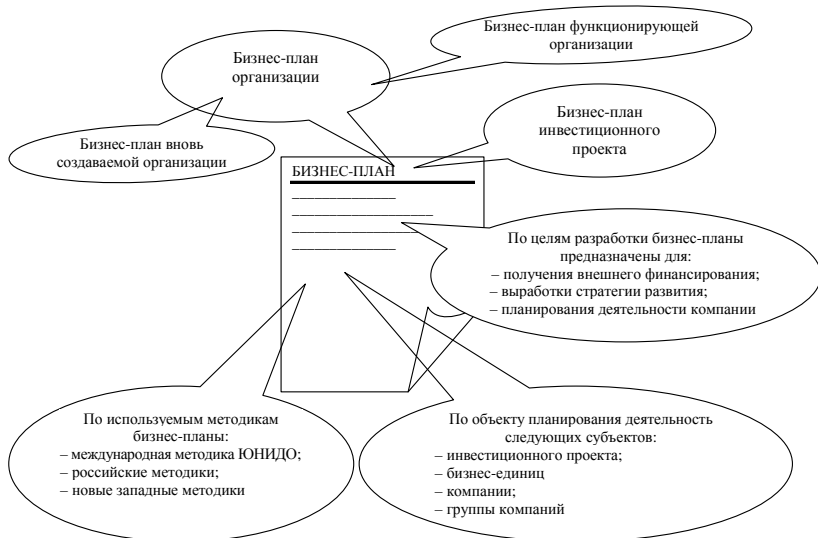 Бизнес-план функционирующей
организации
Бизнес-план
организации
Бизнес-план
инвестиционного
проекта
Бизнес-план вновь
создаваемой организации
БИЗНЕС-ПЛАН
По целям разработки бизнес-планы
предназначены для:
– получения внешнего финансирования;
– выработки стратегии развития;
– планирования деятельности компании
По используемым методикам
бизнес-планы:
– международная методика ЮНИДО;
– российские методики;
– новые западные методики
По объекту планирования деятельность
следующих субъектов:
– инвестиционного проекта;
– бизнес-единиц
– компании;
– группы компаний